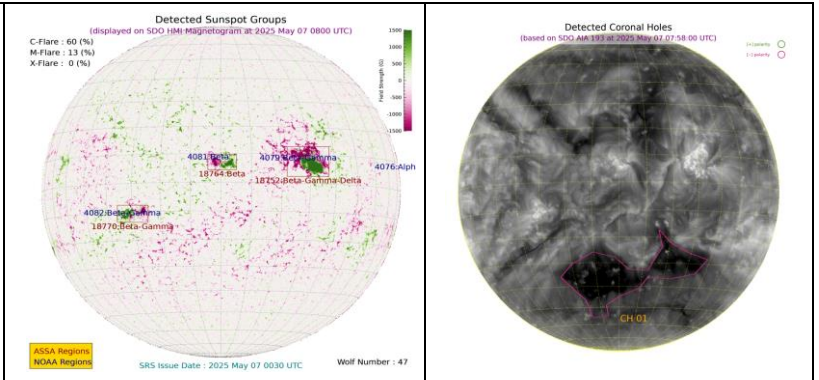 Detected Sunspot Groups
(displayed on SDO HMI Magnetogram at 2025 May 07 0800 UTC)
C-Flare : 60 (%)
M-Flare : 13 (%)
X-Flare : 0 (%)
1500
1000
500
0
-500
-1000
-1500
Field Strength (G)
4081:Beta
18764:Beta
4079:Beta-Gamma
18752:Beta-Gamma-Delta
4076:Alph
4082:Beta-Gamma
18770:Beta-Gamma
ASSA Regions
NOAA Regions
SRS Issue Date : 2025 May 07 0030 UTC
Wolf Number : 47
Detected Coronal Holes
(based on SDO AIA 193 at 2025 May 07 07:58:00 UTC)
(+) polarity
(-) polarity
CH 01